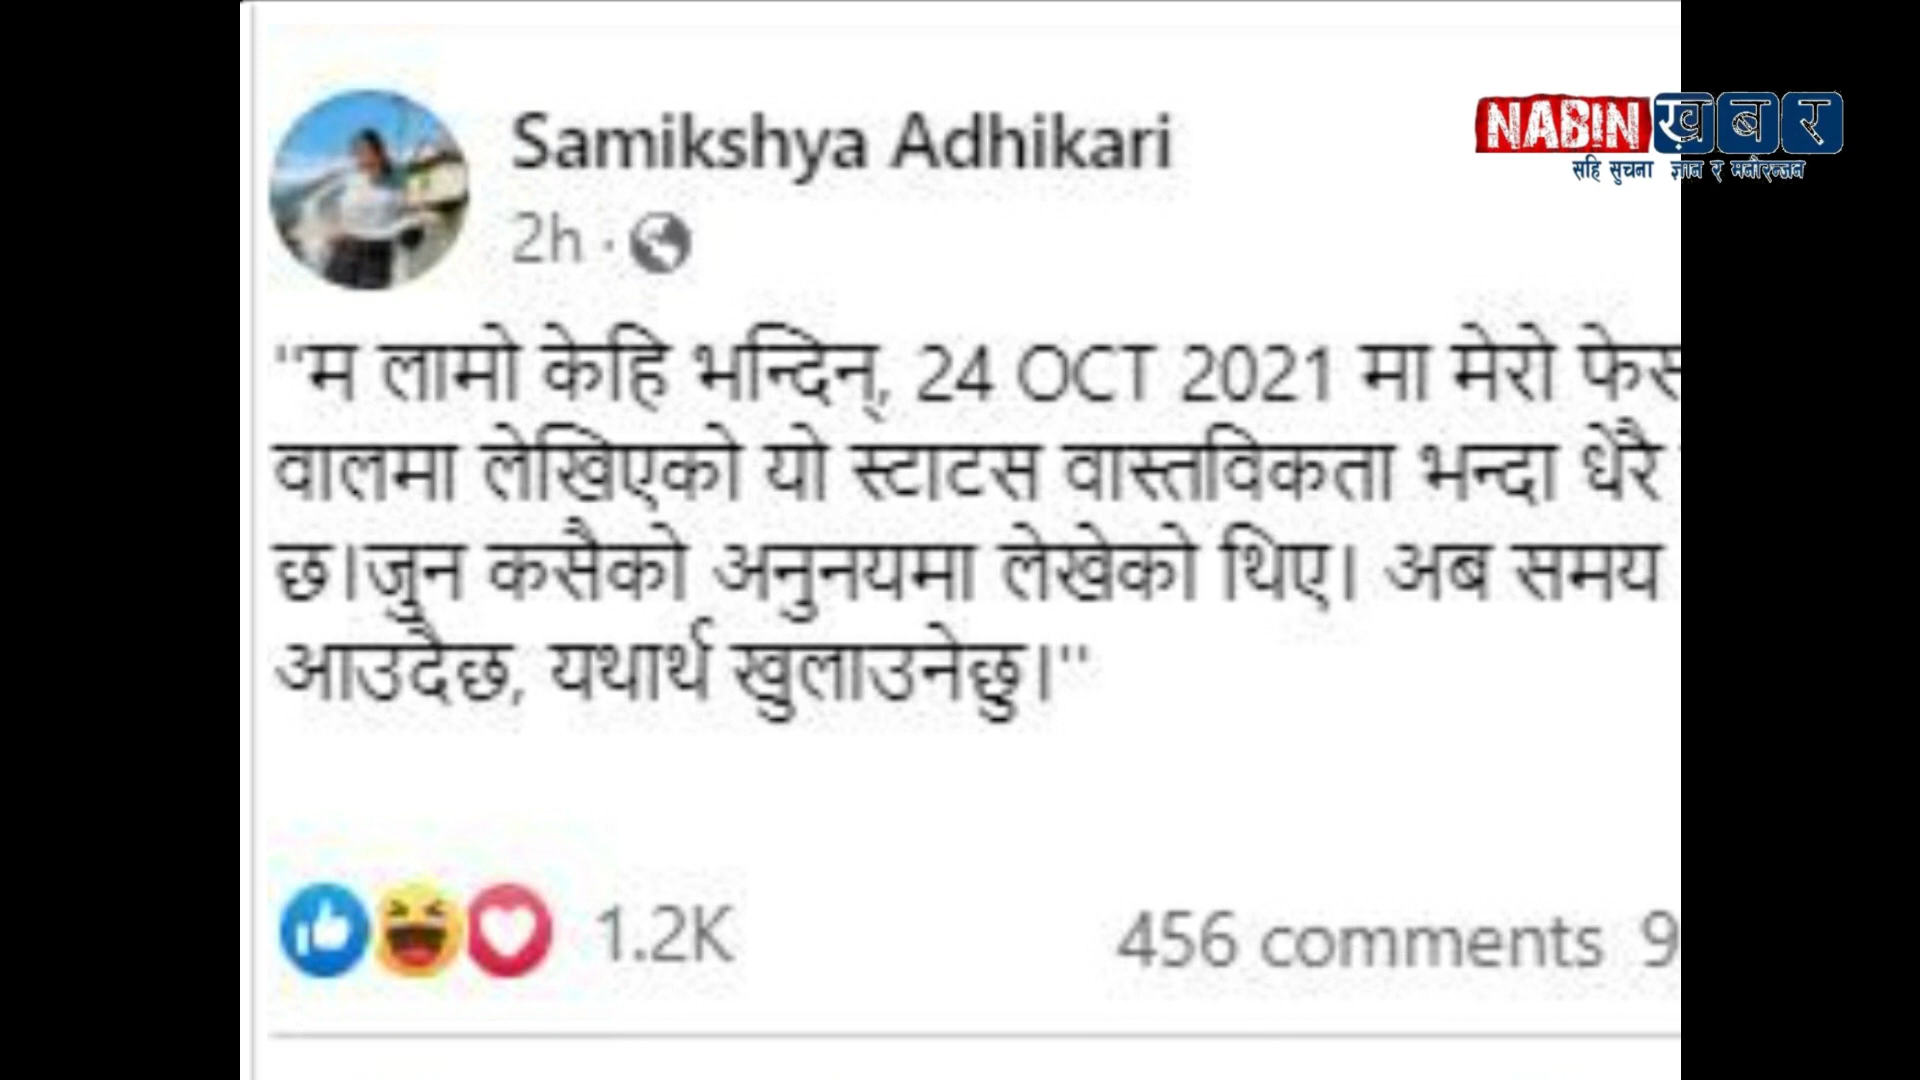 Samikshya Adhikari
NABIN ख़बर
सहि सुचना ज्ञान र मनोरन्जन
2h ·
"म लामो केहि भन्दिन्, 24 OCT 2021 मा मेरो
वालमा लेखिएको यो स्टाटस वास्तविकता भन्दा धेरै
छ।जुन कसैको अनुनयमा लेखेको थिए। अब समय
आउदैछ, यथार्थ खुलाउनेछु।"
1.2K 456 comments 9